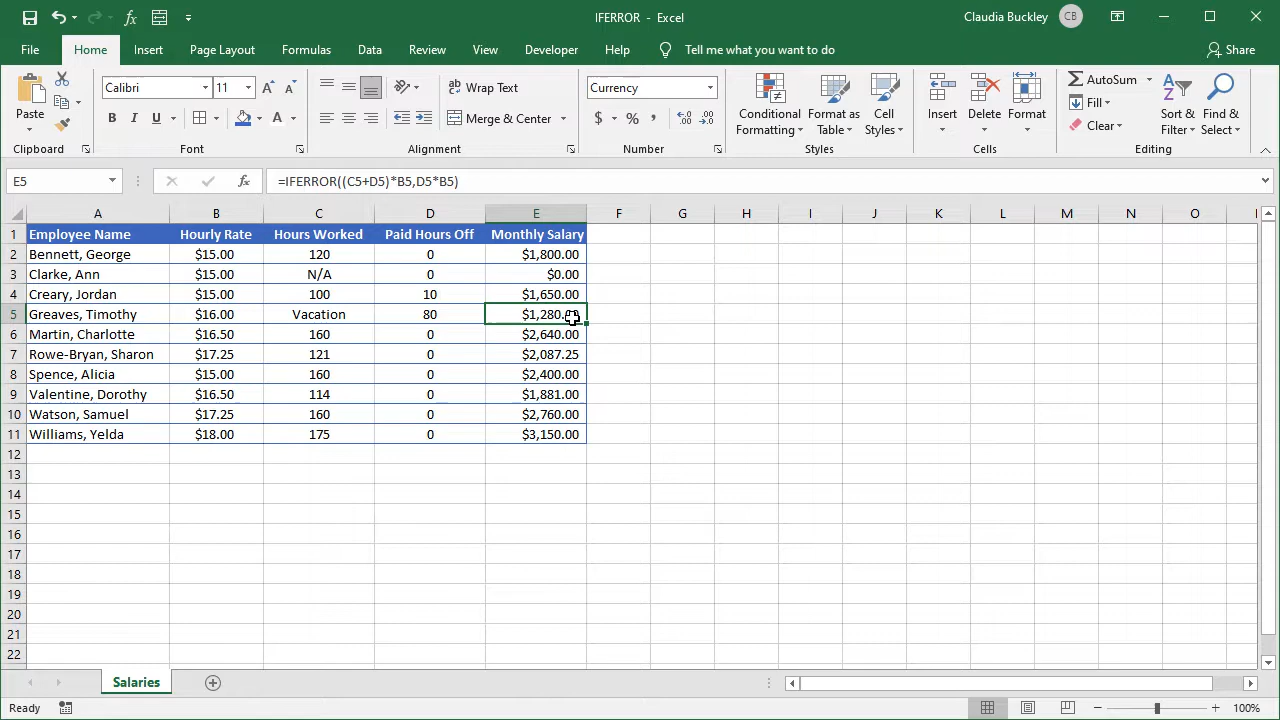 IFERROR - Excel
Claudia Buckley CB
File Home Insert Page Layout Formulas Data Review View Developer Help Tell me what you want to do Share
Paste
Clipboard
Calibri 11
B I U A
Font
Wrap Text
Merge & Center
Alignment
Currency
$ % ,
Number
Conditional Formatting
Format as Table
Cell Styles
Styles
Insert Delete Format
Cells
AutoSum
Fill
Clear
Sort & Filter
Find & Select
Editing
E5 fx =IFERROR((C5+D5)*B5,D5*B5)
A B C D E F G H I J K L M N O
1 Employee Name Hourly Rate Hours Worked Paid Hours Off Monthly Salary
2 Bennett, George $15.00 120 0 $1,800.00
3 Clarke, Ann $15.00 N/A 0 $0.00
4 Creary, Jordan $15.00 100 10 $1,650.00
5 Greaves, Timothy $16.00 Vacation 80 $1,280.00
6 Martin, Charlotte $16.50 160 0 $2,640.00
7 Rowe-Bryan, Sharon $17.25 121 0 $2,087.25
8 Spence, Alicia $15.00 160 0 $2,400.00
9 Valentine, Dorothy $16.50 114 0 $1,881.00
10 Watson, Samuel $17.25 160 0 $2,760.00
11 Williams, Yelda $18.00 175 0 $3,150.00
12
13
14
15
16
17
18
19
20
21
22
Salaries
Ready
100%